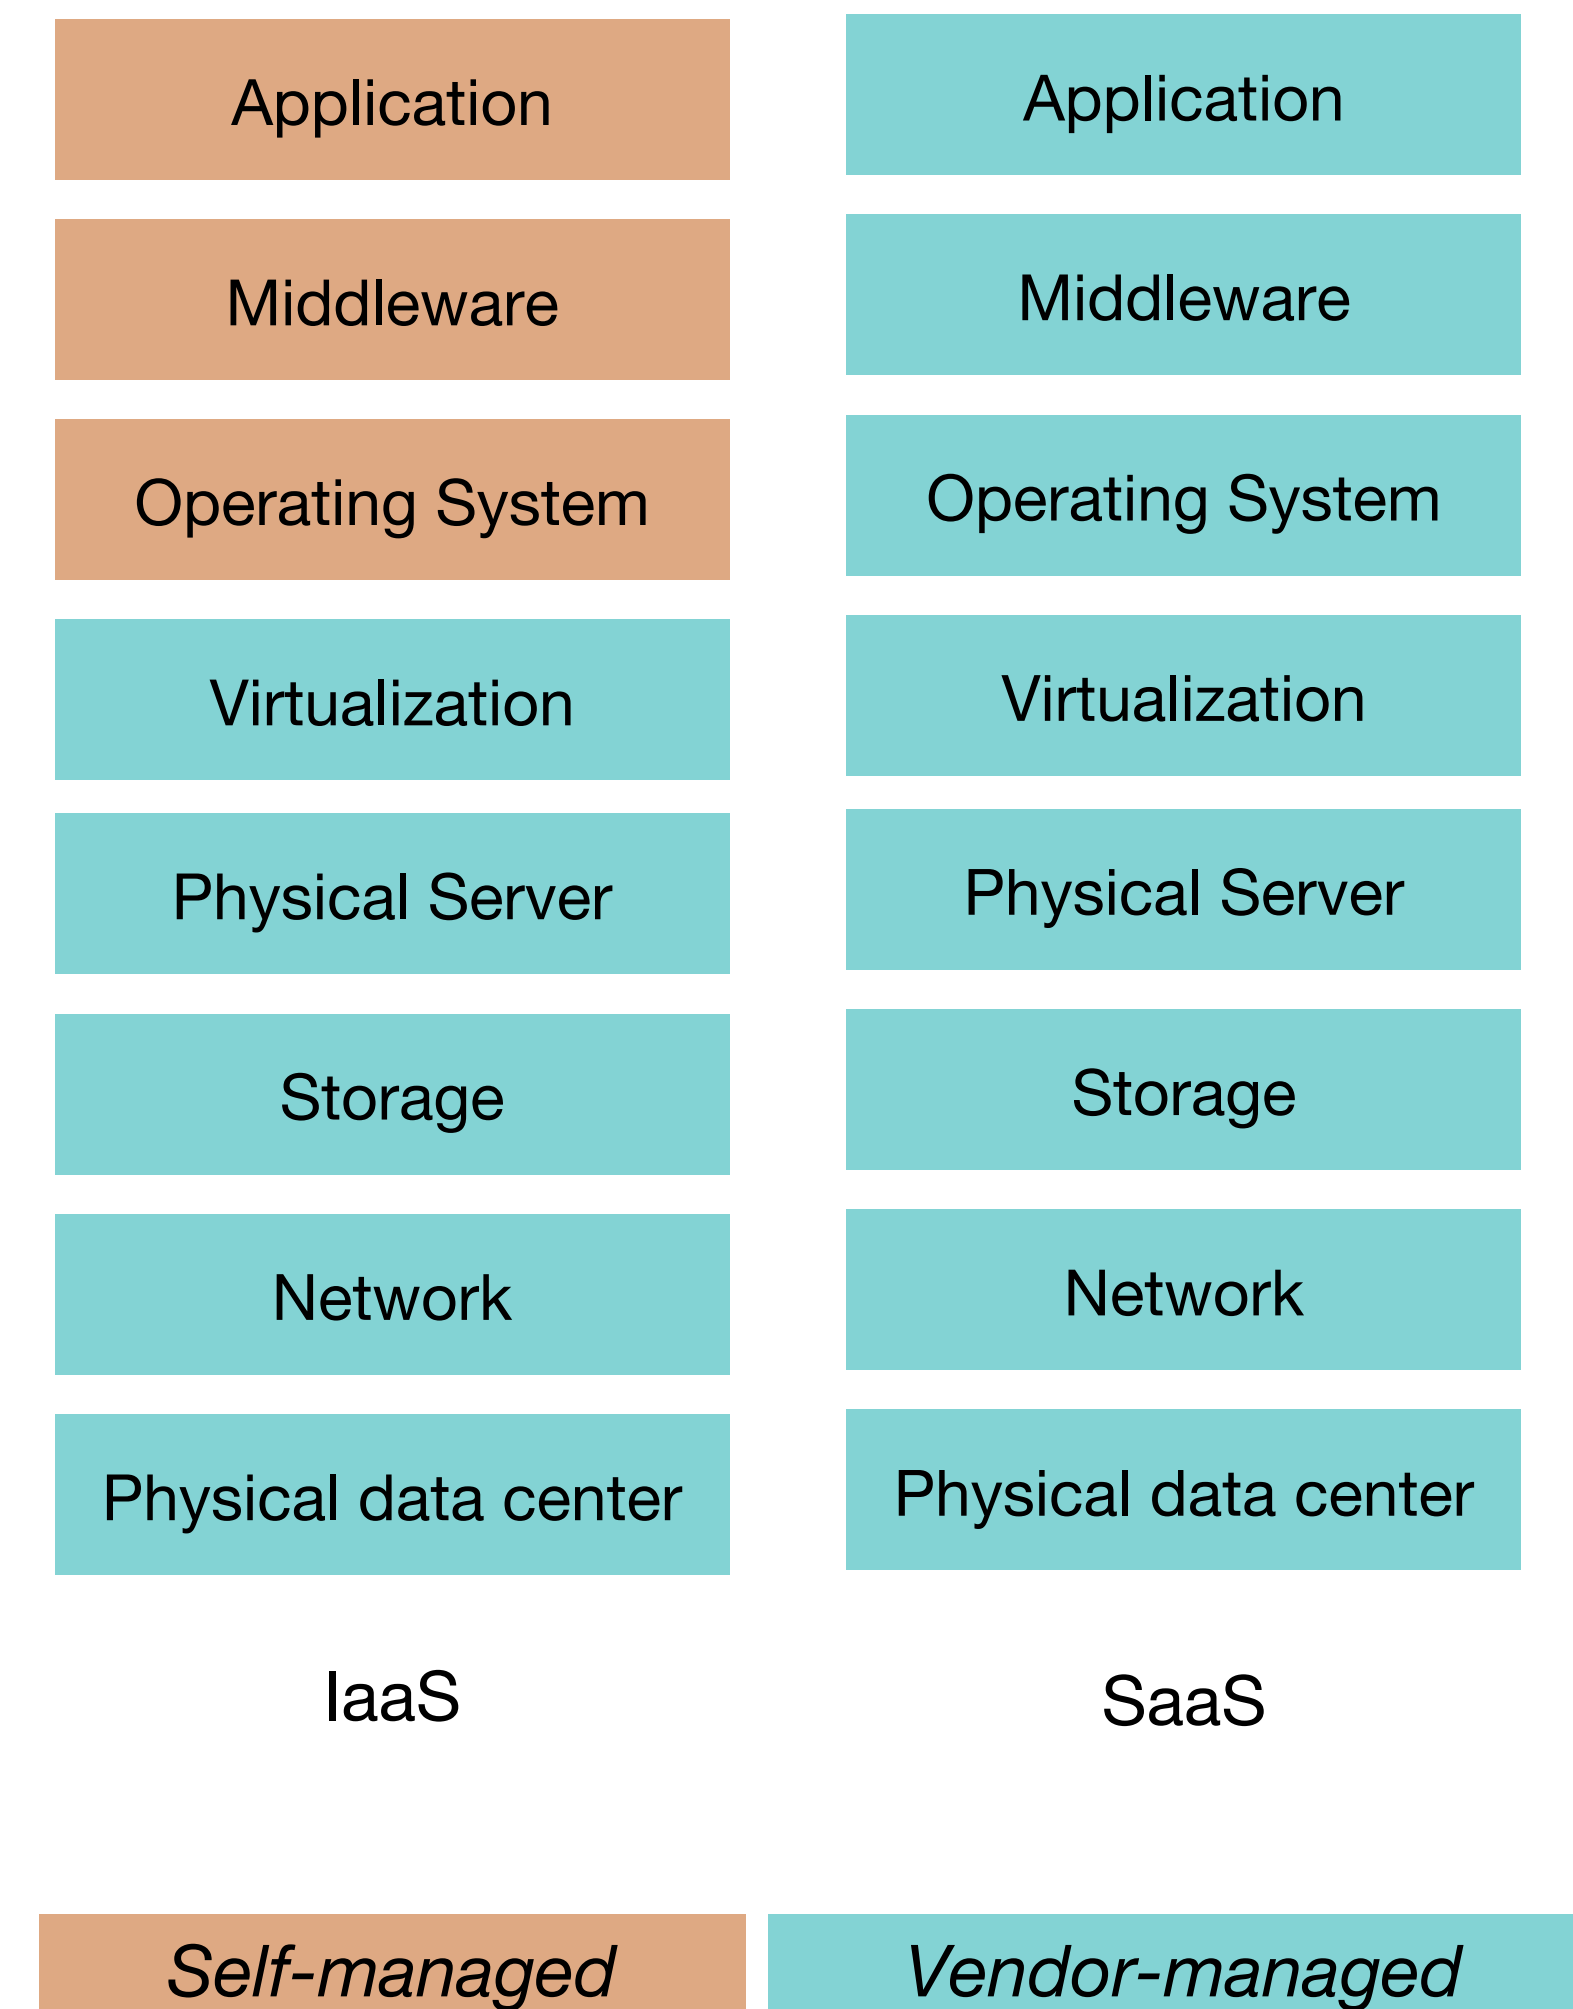 Application
Middleware
Operating System
Virtualization
Physical Server
Storage
Network
Physical data center
IaaS
Application
Middleware
Operating System
Virtualization
Physical Server
Storage
Network
Physical data center
SaaS
Self-managed
Vendor-managed